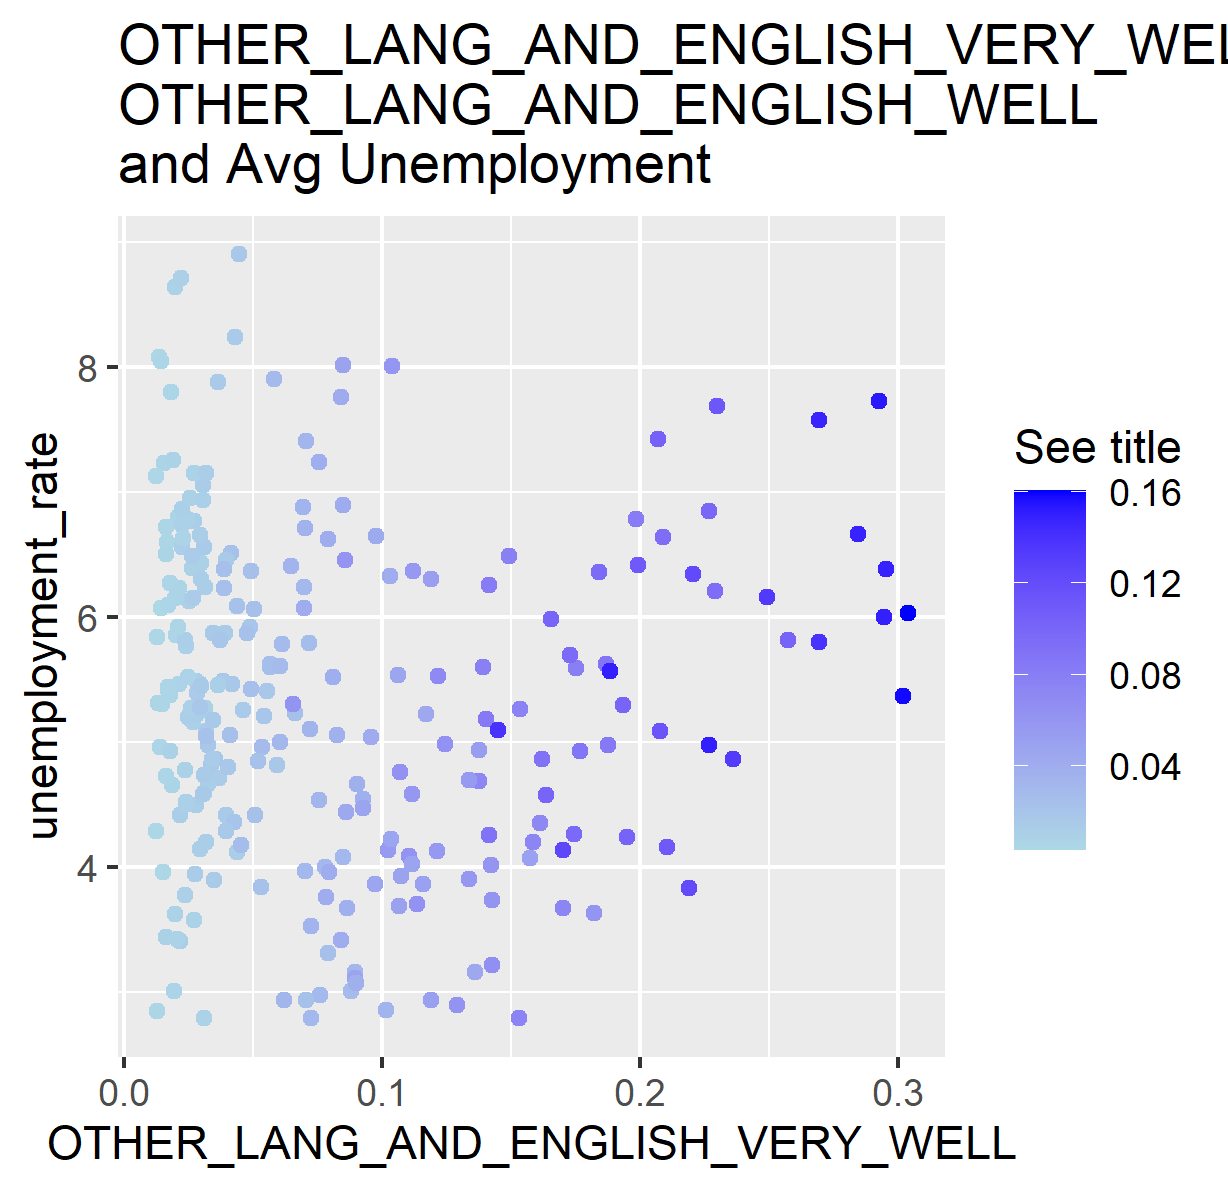 OTHER_LANG_AND_ENGLISH_VERY_WEL
OTHER_LANG_AND_ENGLISH_WELL
and Avg Unemployment
unemployment_rate
8
6
4
0.0 0.1 0.2 0.3
OTHER_LANG_AND_ENGLISH_VERY_WELL
See title
0.16
0.12
0.08
0.04